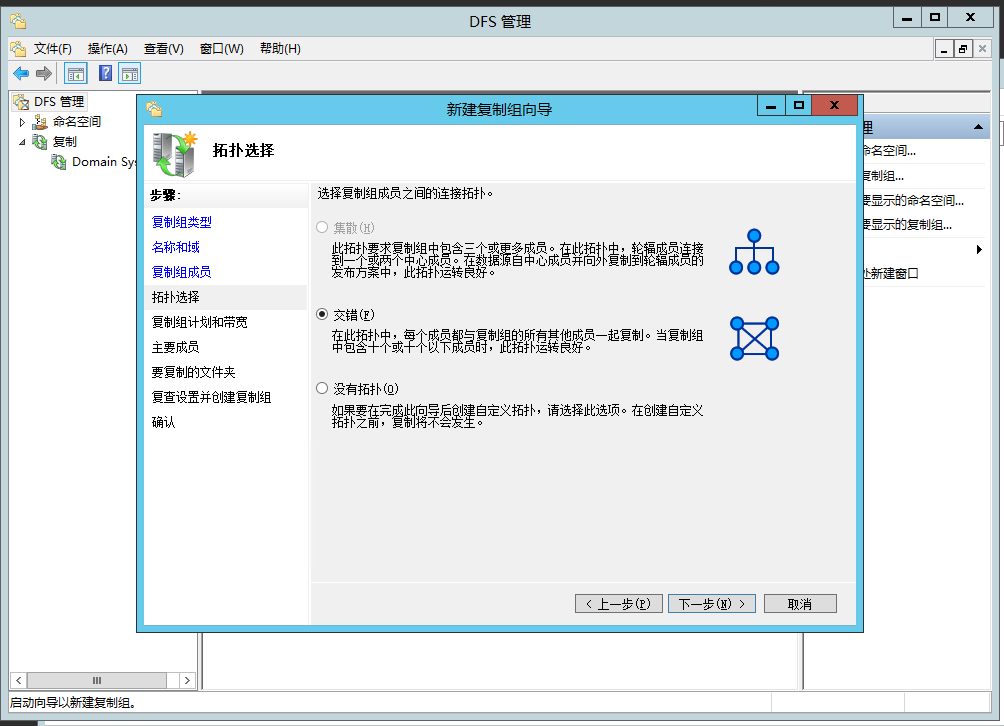 DFS 管理
文件(F) 操作(A) 查看(V) 窗口(W) 帮助(H)
DFS 管理
命名空间
复制
Domain Sys
新建复制组向导
拓扑选择
步骤:
复制组类型
名称和域
复制组成员
拓扑选择
复制组计划和带宽
主要成员
要复制的文件夹
复查设置并创建复制组
确认
选择复制组成员之间的连接拓扑。
集散(H)
此拓扑要求复制组中包含三个或更多成员。在此拓扑中，轮辐成员连接
到一个或两个中心成员。在数据源自中心成员并向外复制到轮辐成员的
发布方案中，此拓扑运转良好。
交错(F)
在此拓扑中，每个成员都与复制组的所有其他成员一起复制。当复制组
中包含十个或十个以下成员时，此拓扑运转良好。
没有拓扑(O)
如果要在完成此向导后创建自定义拓扑，请选择此选项。在创建自定义
拓扑之前，复制将不会发生。
< 上一步(P) 下一步(N) > 取消
理
命名空间...
复制组...
要显示的命名空间...
要显示的复制组...
处新建窗口
启动向导以新建复制组。